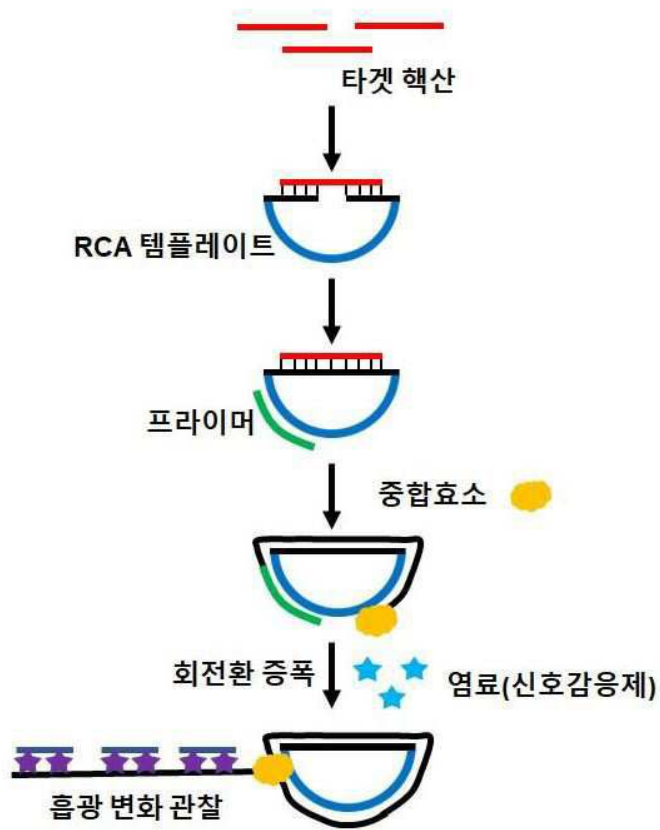 타겟 핵산
RCA 템플레이트
프라이머
중합효소
회전환 증폭
염료(신호감응제)
흡광 변화 관찰